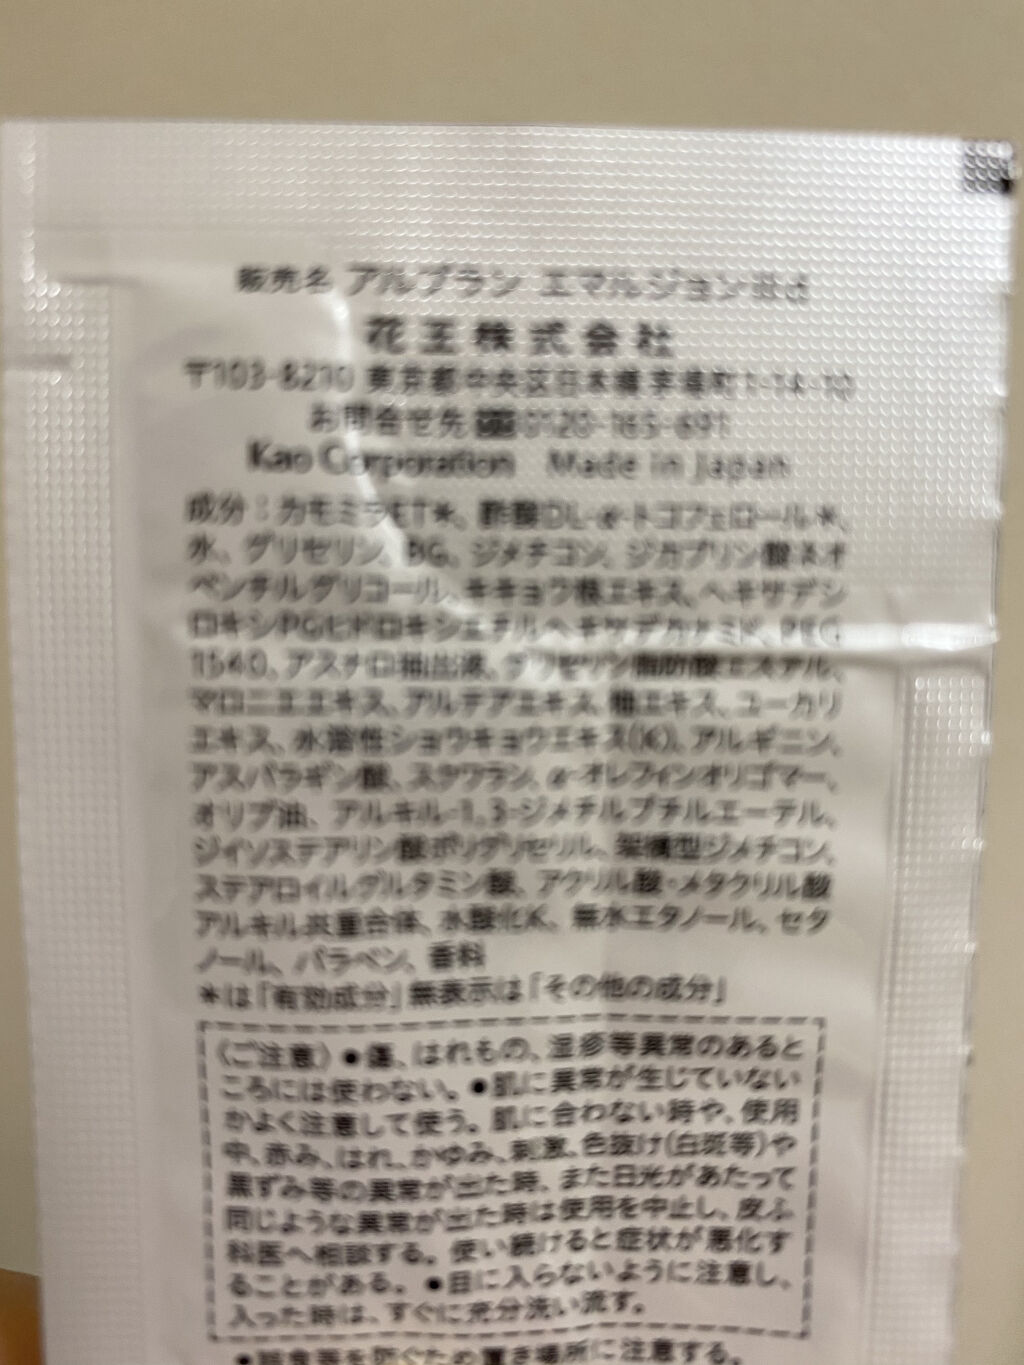 販売名 アルブラン エマルジョン III d
花王株式会社
〒103-8210 東京都中央区日本橋茅場町1-14-10
お問合せ先 0120-165-691
Kao Corporation Made in Japan
成分：カモミラET＊、酢酸DL-α-トコフェロール＊、
水、グリセリン、BG、ジメチコン、ジカプリン酸ネオ
ペンチルグリコール、キキョウ根エキス、ヘキサデシ
ロキシPGヒドロキシエチルヘキサデカナミド、PEG
1540、アスナロ抽出液、グリセリン脂肪酸エステル、
マロニエエキス、アルテアエキス、 エキス、ユーカリ
エキス、水溶性ショウキョウエキス(K)、アルギニン、
アスパラギン酸、スクワラン、α-オレフィンオリゴマー、
オリブ油、アルキル-1,3-ジメチルブチルエーテル、
ジイソステアリン酸ポリグリセリル、架橋型ジメチコン、
ステアロイルグルタミン酸、アクリル酸・メタクリル酸
アルキル共重合体、水酸化K、無水エタノール、セタ
ノール、パラベン、香料
＊は「有効成分」無表示は「その他の成分」
〈ご注意〉●傷、はれもの、湿疹等異常のあると
ころには使わない。●肌に異常が生じていない
かよく注意して使う。肌に合わない時や、使用
中、赤み、はれ、かゆみ、刺激、色抜け(白斑等)や
黒ずみ等の異常が出た時、また日光があたって
同じような異常が出た時は使用を中止し、皮ふ
科医へ相談する。使い続けると症状が悪化す
ることがある。●目に入らないように注意し、
入った時は、すぐに充分洗い流す。
●誤食等を防ぐため置き場所に注意する。